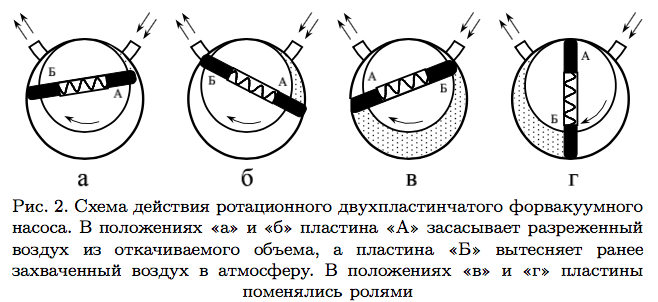 Б
А
Б
А
А
Б
А
Б
а
б
в
г
Рис. 2. Схема действия ротационного двухпластинчатого форвакуумного
насоса. В положениях «а» и «б» пластина «А» засасывает разреженный
воздух из откачиваемого объема, а пластина «Б» вытесняет ранее
захваченный воздух в атмосферу. В положениях «в» и «г» пластины
поменялись ролями